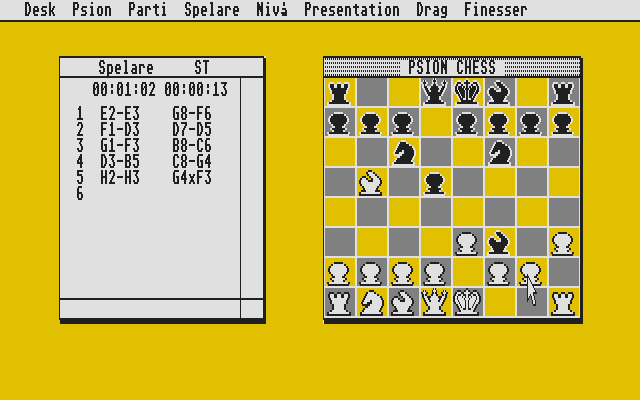 Desk Psion Parti Spelare Nivå Presentation Drag Finesser
Spelare ST
00:01:02 00:00:13
1 E2-E3 G8-F6
2 F1-D3 D7-D5
3 G1-F3 B8-C6
4 D3-B5 C8-G4
5 H2-H3 G4xF3
6
PSION CHESS